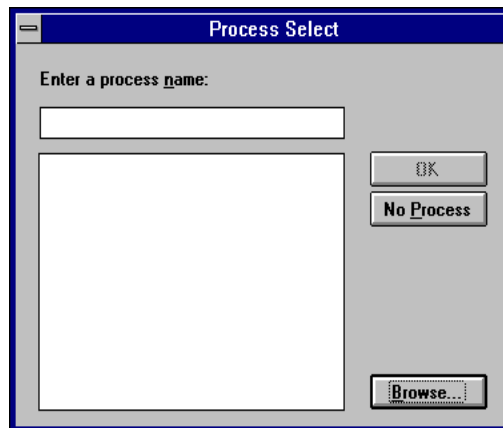 Process Select
Enter a process name:
OK
No Process
Browse...